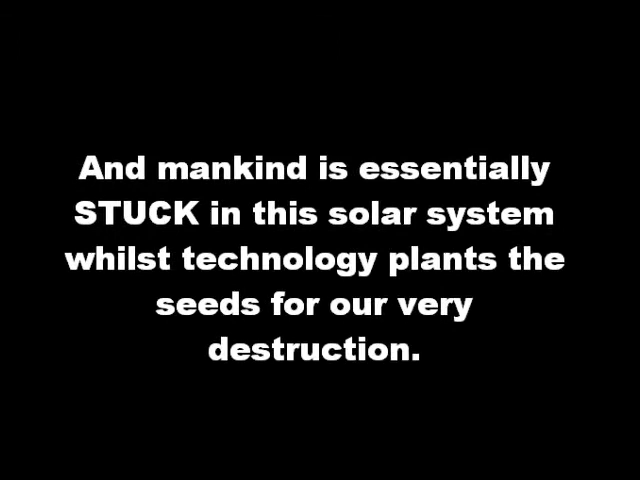 And mankind is essentially
STUCK in this solar system
whilst technology plants the
seeds for our very
destruction.